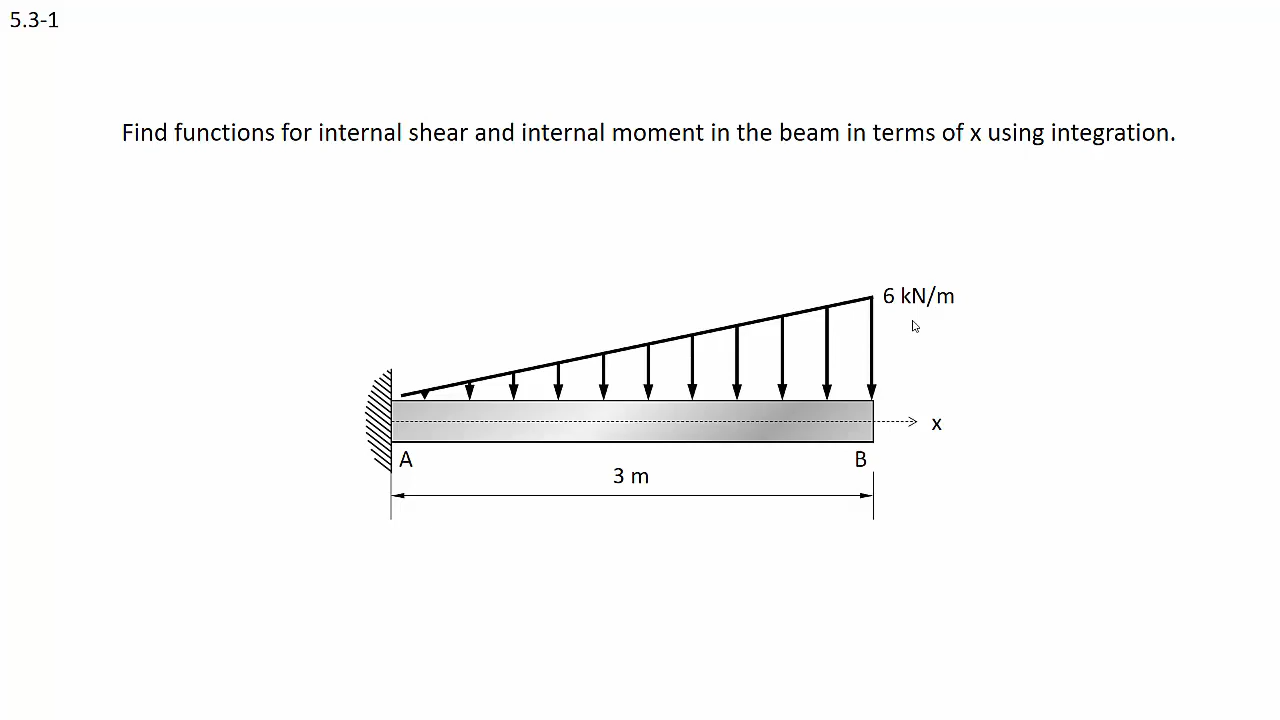 5.3-1
Find functions for internal shear and internal moment in the beam in terms of x using integration.
6 kN/m
x
A
B
3 m